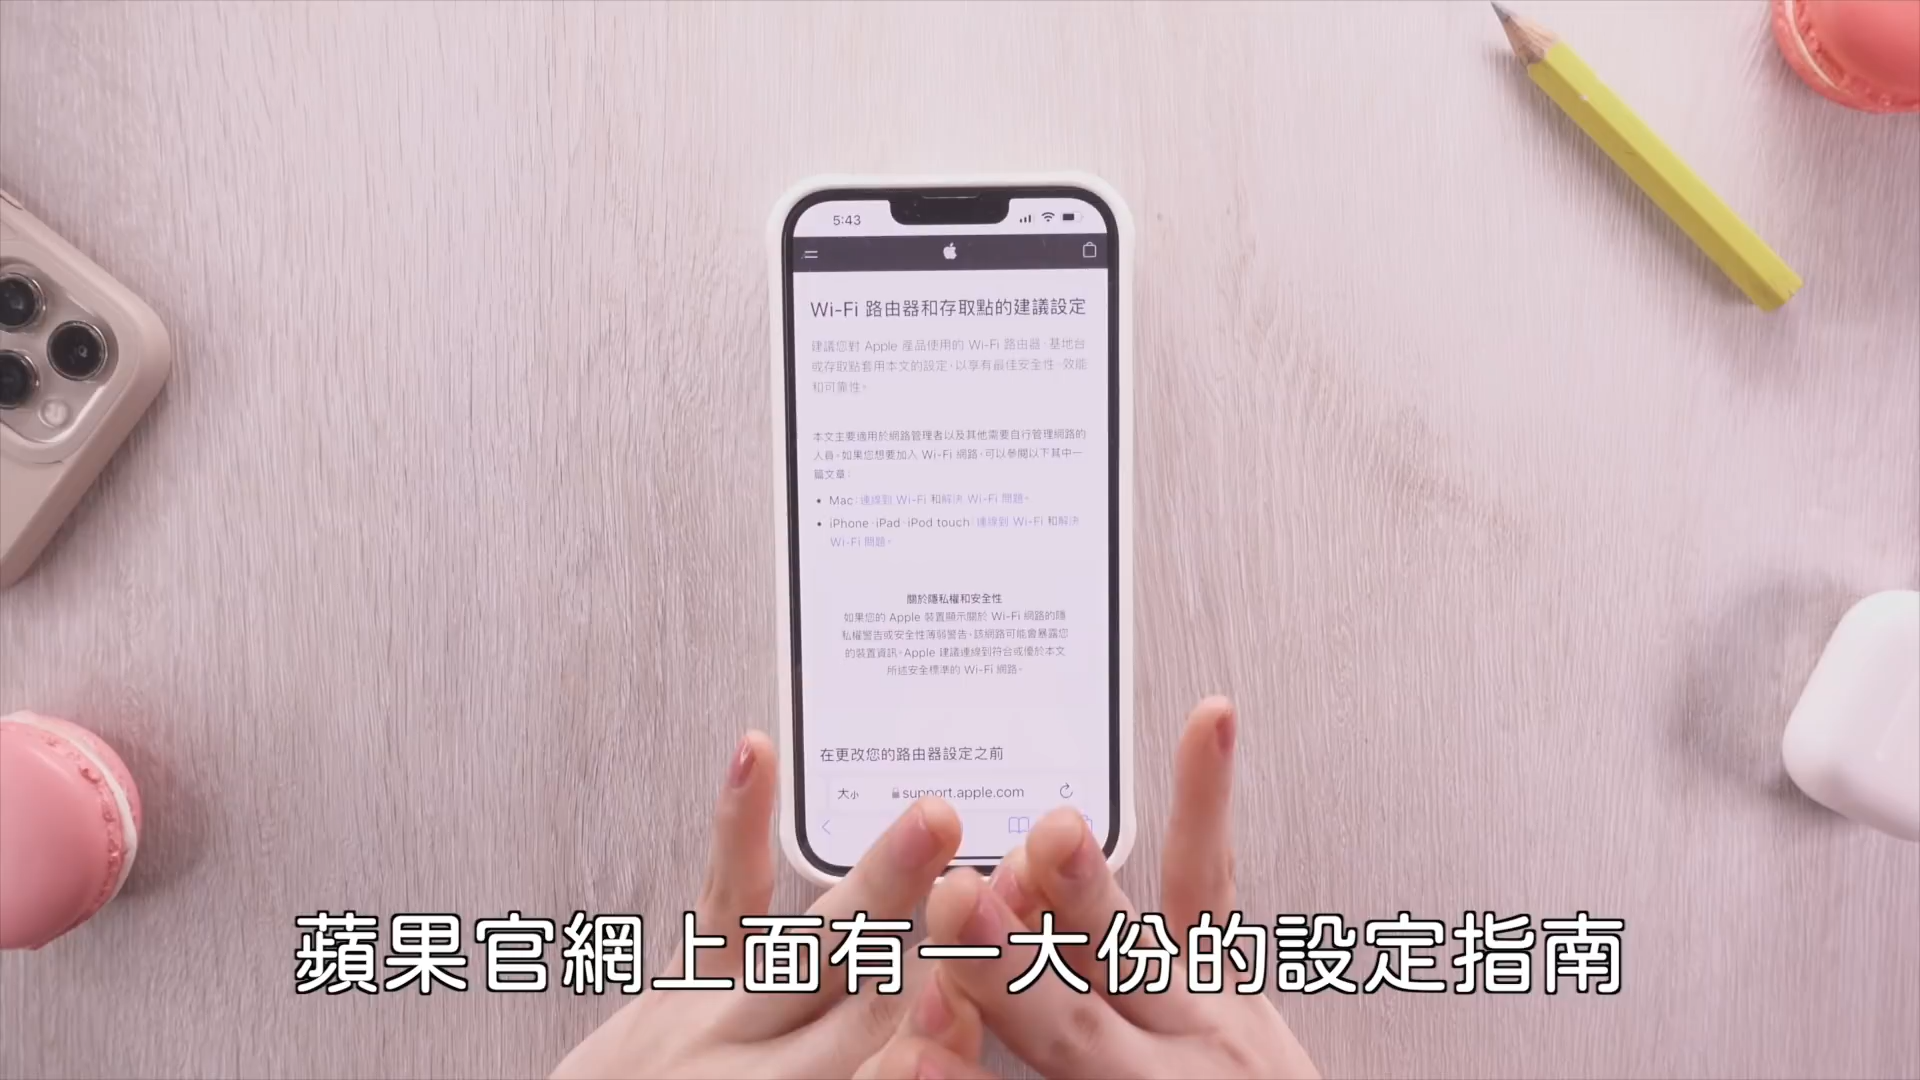 5:43
Wi-Fi 路由器和存取點的建議設定
建議您對 Apple 產品使用的 Wi-Fi 路由器、基地台
或存取點套用本文的設定，以享有最佳安全性、效能
和可靠性。
本文主要適用於網路管理者以及其他需要自行管理網路的
人員。如果您想要加入 Wi-Fi 網路，可以參閱以下其中一
篇文章：
• Mac：連線到 Wi-Fi 和解決 Wi-Fi 問題。
• iPhone、iPad、iPod touch：連線到 Wi-Fi 和解決
Wi-Fi 問題。
關於隱私權和安全性
如果您的 Apple 裝置顯示關於 Wi-Fi 網路的隱
私權警告或安全性薄弱警告，該網路可能會暴露您
的裝置資訊。Apple 建議連線到符合或優於本文
所述安全標準的 Wi-Fi 網路。
在更改您的路由器設定之前
大小 support.apple.com
蘋果官網上面有一大份的設定指南